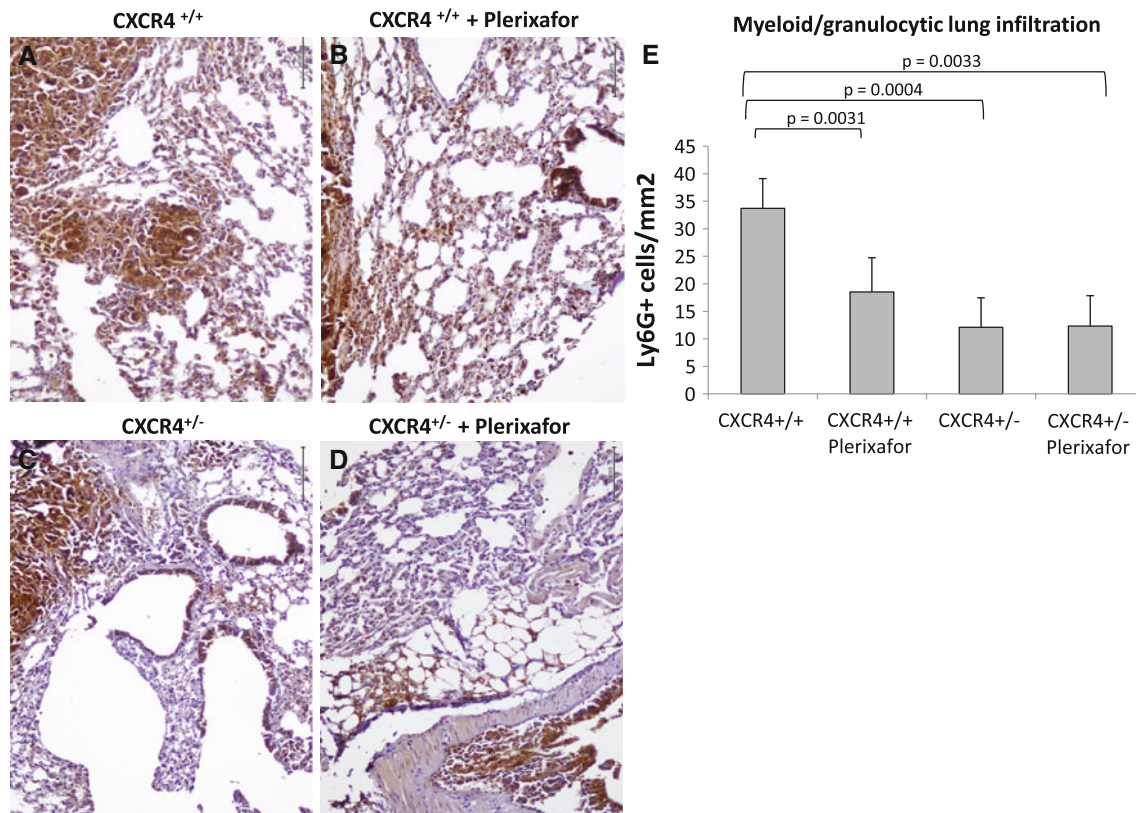 CXCR4 +/+
CXCR4 +/+ + Plerixafor
A
B
CXCR4+/-
CXCR4+/- + Plerixafor
C
D
Myeloid/granulocytic lung infiltration
E
p = 0.0033
p = 0.0004
p = 0.0031
Ly6G+ cells/mm2
45
40
35
30
25
20
15
10
5
0
CXCR4+/+
CXCR4+/+
Plerixafor
CXCR4+/-
CXCR4+/-
Plerixafor